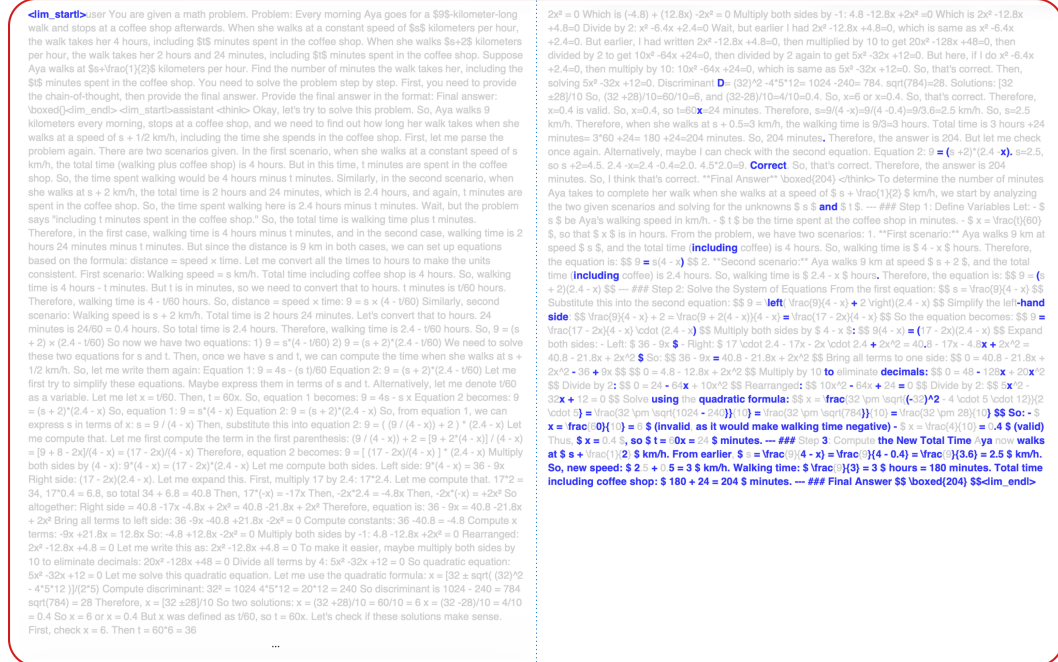 <|im_start|>user You are given a math problem. Problem: Every morning Aya goes for a $9$-kilometer-long
walk and stops at a coffee shop afterwards. When she walks at a constant speed of $s$ kilometers per hour,
the walk takes her 4 hours, including $t$ minutes spent in the coffee shop. When she walks $s+2$ kilometers
per hour, the walk takes her 2 hours and 24 minutes, including $t$ minutes spent in the coffee shop. Suppose
Aya walks at $s+\frac{1}{2}$ kilometers per hour. Find the number of minutes the walk takes her, including the
$t$ minutes spent in the coffee shop. You need to solve the problem step by step. First, you need to provide
the chain-of-thought, then provide the final answer. Provide the final answer in the format: Final answer:
\boxed{}<|im_end|> <|im_start|>assistant <think> Okay, let's try to solve this problem. So, Aya walks 9
kilometers every morning, stops at a coffee shop, and we need to find out how long her walk takes when she
walks at a speed of s + 1/2 km/h, including the time she spends in the coffee shop. First, let me parse the
problem again. There are two scenarios given. In the first scenario, when she walks at a constant speed of s
km/h, the total time (walking plus coffee shop) is 4 hours. But in this time, t minutes are spent in the coffee
shop. So, the time spent walking would be 4 hours minus t minutes. Similarly, in the second scenario, when
she walks at s + 2 km/h, the total time is 2 hours and 24 minutes, which is 2.4 hours, and again, t minutes are
spent in the coffee shop. So, the time spent walking here is 2.4 hours minus t minutes. Wait, but the problem
says "including t minutes spent in the coffee shop." So, the total time is walking time plus t minutes.
Therefore, in the first case, walking time is 4 hours minus t minutes, and in the second case, walking time is 2
hours 24 minutes minus t minutes. But since the distance is 9 km in both cases, we can set up equations
based on the formula: distance = speed × time. Let me convert all the times to hours to make the units
consistent. First scenario: Walking speed = s km/h. Total time including coffee shop is 4 hours. So, walking
time is 4 hours - t minutes. But t is in minutes, so we need to convert that to hours. t minutes is t/60 hours.
Therefore, walking time is 4 - t/60 hours. So, distance = speed × time: 9 = s × (4 - t/60) Similarly, second
scenario: Walking speed is s + 2 km/h. Total time is 2 hours 24 minutes. Let's convert that to hours. 24
minutes is 24/60 = 0.4 hours. So total time is 2.4 hours. Therefore, walking time is 2.4 - t/60 hours. So, 9 = (s
+ 2) × (2.4 - t/60) So now we have two equations: 1) 9 = s*(4 - t/60) 2) 9 = (s + 2)*(2.4 - t/60) We need to solve
these two equations for s and t. Then, once we have s and t, we can compute the time when she walks at s +
1/2 km/h. So, let me write them again: Equation 1: 9 = 4s - (s t)/60 Equation 2: 9 = (s + 2)*(2.4 - t/60) Let me
first try to simplify these equations. Maybe express them in terms of s and t. Alternatively, let me denote t/60
as a variable. Let me let x = t/60. Then, t = 60x. So, equation 1 becomes: 9 = 4s - s x Equation 2 becomes: 9
= (s + 2)*(2.4 - x) So, equation 1: 9 = s*(4 - x) Equation 2: 9 = (s + 2)*(2.4 - x) So, from equation 1, we can
express s in terms of x: s = 9 / (4 - x) Then, substitute this into equation 2: 9 = ( (9 / (4 - x)) + 2 ) * (2.4 - x) Let
me compute that. Let me first compute the term in the first parenthesis: (9 / (4 - x)) + 2 = [9 + 2*(4 - x)] / (4 - x)
= [9 + 8 - 2x]/(4 - x) = (17 - 2x)/(4 - x) Therefore, equation 2 becomes: 9 = [ (17 - 2x)/(4 - x) ] * (2.4 - x) Multiply
both sides by (4 - x): 9*(4 - x) = (17 - 2x)*(2.4 - x) Let me compute both sides. Left side: 9*(4 - x) = 36 - 9x
Right side: (17 - 2x)(2.4 - x). Let me expand this. First, multiply 17 by 2.4: 17*2.4. Let me compute that. 17*2 =
34, 17*0.4 = 6.8, so total 34 + 6.8 = 40.8 Then, 17*(-x) = -17x Then, -2x*2.4 = -4.8x Then, -2x*(-x) = +2x² So
altogether: Right side = 40.8 -17x -4.8x + 2x² = 40.8 -21.8x + 2x² Therefore, equation is: 36 - 9x = 40.8 -21.8x
+ 2x² Bring all terms to left side: 36 -9x -40.8 +21.8x -2x² = 0 Compute constants: 36 -40.8 = -4.8 Compute x
terms: -9x +21.8x = 12.8x So: -4.8 +12.8x -2x² = 0 Multiply both sides by -1: 4.8 -12.8x +2x² = 0 Rearranged:
2x² -12.8x +4.8 = 0 Let me write this as: 2x² -12.8x +4.8 = 0 To make it easier, maybe multiply both sides by
10 to eliminate decimals: 20x² -128x +48 = 0 Divide all terms by 4: 5x² -32x +12 = 0 So quadratic equation:
5x² -32x +12 = 0 Let me solve this quadratic equation. Let me use the quadratic formula: x = [32 ± sqrt( (32)^2
- 4*5*12 )]/(2*5) Compute discriminant: 32² = 1024 4*5*12 = 20*12 = 240 So discriminant is 1024 - 240 = 784
sqrt(784) = 28 Therefore, x = [32 ±28]/10 So two solutions: x = (32 +28)/10 = 60/10 = 6 x = (32 -28)/10 = 4/10
= 0.4 So x = 6 or x = 0.4 But x was defined as t/60, so t = 60x. Let's check if these solutions make sense.
First, check x = 6. Then t = 60*6 = 36
...
2x² = 0 Which is (-4.8) + (12.8x) -2x² = 0 Multiply both sides by -1: 4.8 -12.8x +2x² =0 Which is 2x² -12.8x
+4.8=0 Divide by 2: x² -6.4x +2.4=0 Wait, but earlier I had 2x² -12.8x +4.8=0, which is same as x² -6.4x
+2.4=0. But earlier, I had written 2x² -12.8x +4.8=0, then multiplied by 10 to get 20x² -128x +48=0, then
divided by 2 to get 10x² -64x +24=0, then divided by 2 again to get 5x² -32x +12=0. But here, if I do x² -6.4x
+2.4=0, then multiply by 10: 10x² -64x +24=0, which is same as 5x² -32x +12=0. So, that's correct. Then,
solving 5x² -32x +12=0. Discriminant D= (32)^2 -4*5*12= 1024 -240= 784. sqrt(784)=28. Solutions: [32
±28]/10 So, (32 +28)/10=60/10=6, and (32-28)/10=4/10=0.4. So, x=6 or x=0.4. So, that's correct. Therefore,
x=0.4 is valid. So, x=0.4, so t=60x=24 minutes. Therefore, s=9/(4-x)=9/(4 -0.4)=9/3.6=2.5 km/h. So, s=2.5
km/h. Therefore, when she walks at s + 0.5=3 km/h, the walking time is 9/3=3 hours. Total time is 3 hours +24
minutes= 3*60 +24= 180 +24=204 minutes. So, 204 minutes. Therefore, the answer is 204. But let me check
once again. Alternatively, maybe I can check with the second equation. Equation 2: 9 = (s +2)*(2.4 -x). s=2.5,
so s +2=4.5. 2.4 -x=2.4 -0.4=2.0. 4.5*2.0=9. Correct. So, that's correct. Therefore, the answer is 204
minutes. So, I think that's correct. **Final Answer** \boxed{204} </think> To determine the number of minutes
Aya takes to complete her walk when she walks at a speed of $ s + \frac{1}{2} $ km/h, we start by analyzing
the two given scenarios and solving for the unknowns $ s $ and $ t $. --- ### Step 1: Define Variables Let: - $
s $ be Aya's walking speed in km/h. - $ t $ be the time spent at the coffee shop in minutes. - $ x = \frac{t}{60}
$, so that $ x $ is in hours. From the problem, we have two scenarios: 1. **First scenario:** Aya walks 9 km at
speed $ s $, and the total time (including coffee) is 4 hours. So, walking time is $ 4 - x $ hours. Therefore,
the equation is: $$ 9 = s(4 - x) $$ 2. **Second scenario:** Aya walks 9 km at speed $ s + 2 $, and the total
time (including coffee) is 2.4 hours. So, walking time is $ 2.4 - x $ hours. Therefore, the equation is: $$ 9 = (s
+ 2)(2.4 - x) $$ --- ### Step 2: Solve the System of Equations From the first equation: $$ s = \frac{9}{4 - x} $$
Substitute this into the second equation: $$ 9 = \left( \frac{9}{4 - x} + 2 \right)(2.4 - x) $$ Simplify the left-hand
side: $$ \frac{9}{4 - x} + 2 = \frac{9 + 2(4 - x)}{4 - x} = \frac{17 - 2x}{4 - x} $$ So the equation becomes: $$ 9 =
\frac{17 - 2x}{4 - x} \cdot (2.4 - x) $$ Multiply both sides by $ 4 - x $: $$ 9(4 - x) = (17 - 2x)(2.4 - x) $$ Expand
both sides: - Left: $ 36 - 9x $ - Right: $ 17 \cdot 2.4 - 17x - 2x \cdot 2.4 + 2x^2 = 40.8 - 17x - 4.8x + 2x^2 =
40.8 - 21.8x + 2x^2 $ So: $$ 36 - 9x = 40.8 - 21.8x + 2x^2 $$ Bring all terms to one side: $$ 0 = 40.8 - 21.8x +
2x^2 - 36 + 9x $$ $$ 0 = 4.8 - 12.8x + 2x^2 $$ Multiply by 10 to eliminate decimals: $$ 0 = 48 - 128x + 20x^2
$$ Divide by 2: $$ 0 = 24 - 64x + 10x^2 $$ Rearranged: $$ 10x^2 - 64x + 24 = 0 $$ Divide by 2: $$ 5x^2 -
32x + 12 = 0 $$ Solve using the quadratic formula: $$ x = \frac{32 \pm \sqrt{(-32)^2 - 4 \cdot 5 \cdot 12}}{2
\cdot 5} = \frac{32 \pm \sqrt{1024 - 240}}{10} = \frac{32 \pm \sqrt{784}}{10} = \frac{32 \pm 28}{10} $$ So: - $
x = \frac{60}{10} = 6 $ (invalid, as it would make walking time negative) - $ x = \frac{4}{10} = 0.4 $ (valid)
Thus, $ x = 0.4 $, so $ t = 60x = 24 $ minutes. --- ### Step 3: Compute the New Total Time Aya now walks
at $ s + \frac{1}{2} $ km/h. From earlier, $ s = \frac{9}{4 - x} = \frac{9}{4 - 0.4} = \frac{9}{3.6} = 2.5 $ km/h.
So, new speed: $ 2.5 + 0.5 = 3 $ km/h. Walking time: $ \frac{9}{3} = 3 $ hours = 180 minutes. Total time
including coffee shop: $ 180 + 24 = 204 $ minutes. --- ### Final Answer $$ \boxed{204} $$<|im_end|>